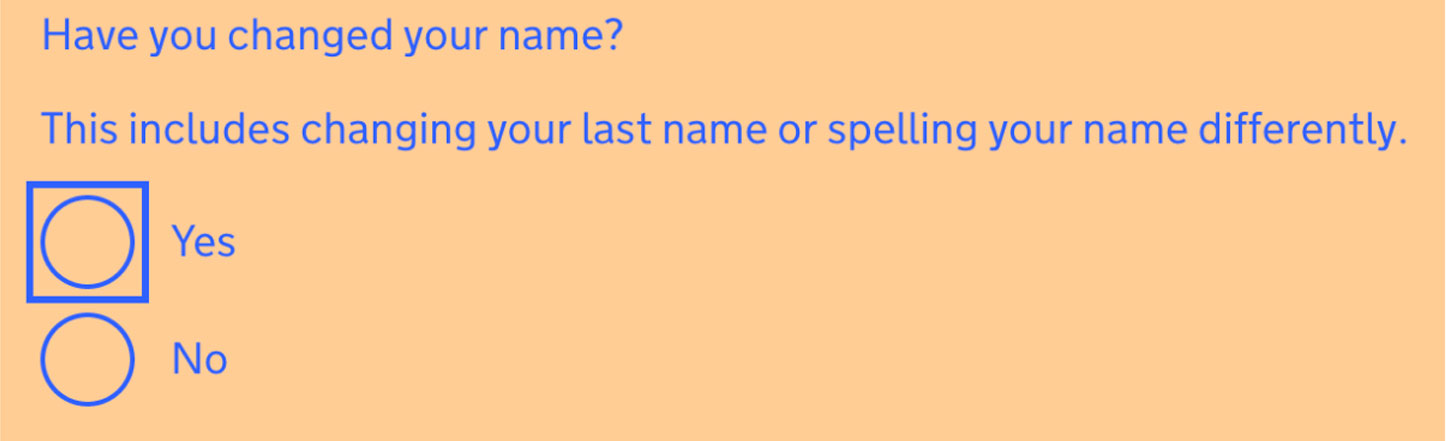 Have you changed your name?
This includes changing your last name or spelling your name differently.
Yes
No